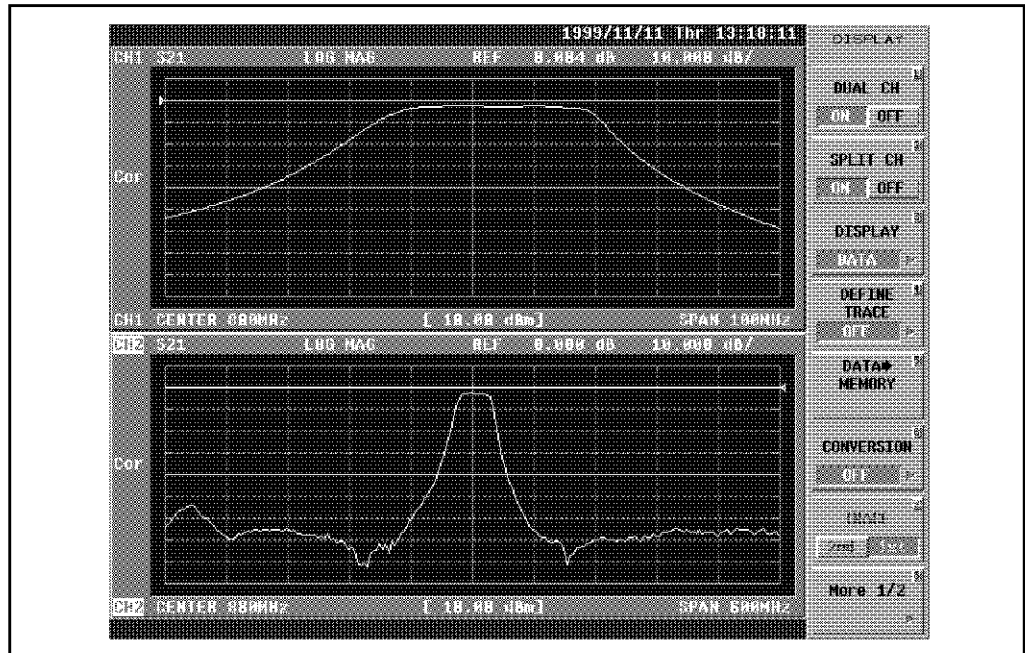 1999/11/11 Thr 13:18:11
CH1 S21 LOG MAG REF 0.004 dB 10.000 dB/
Cor
CH1 CENTER 880MHz [ 10.00 dBm] SPAN 100MHz
CH2 S21 LOG MAG REF 0.000 dB 10.000 dB/
Cor
CH2 CENTER 880MHz [ 10.00 dBm] SPAN 600MHz
DISPLAY
DUAL CH
ON OFF
SPLIT CH
ON OFF
DISPLAY
DATA
DEFINE
TRACE
OFF
DATA➔
MEMORY
CONVERSION
OFF
More 1/2